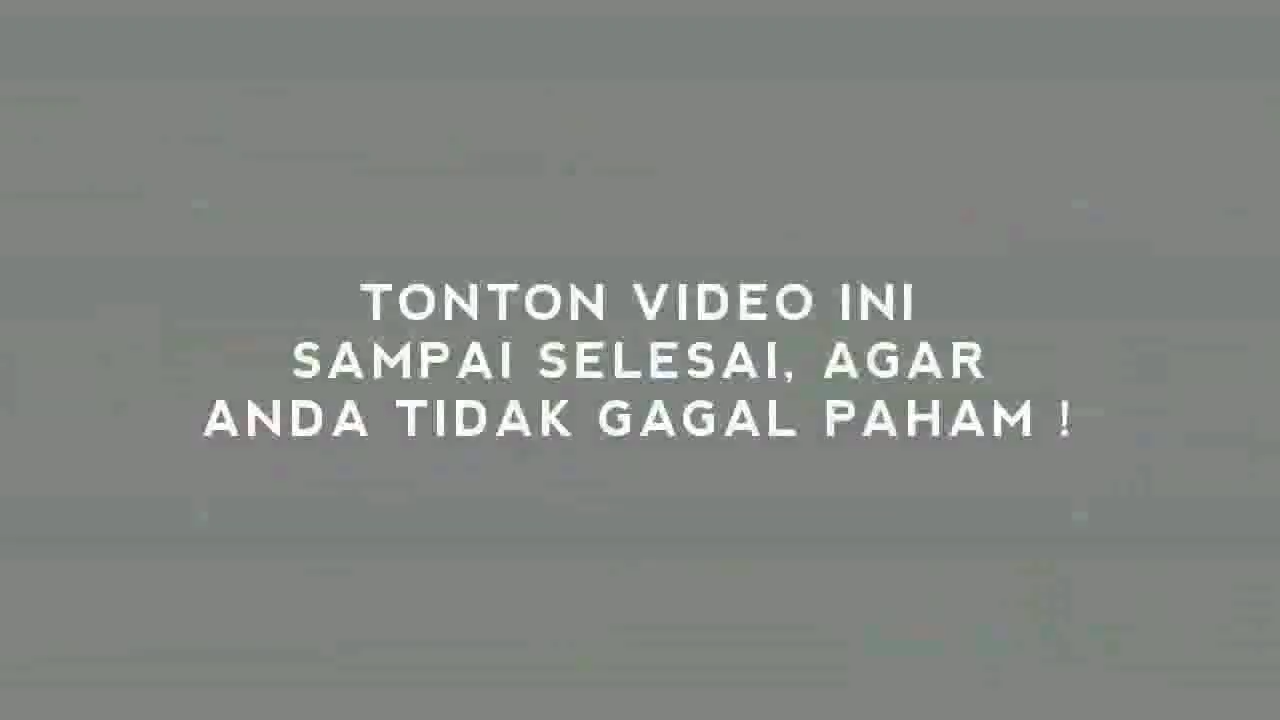 TONTON VIDEO INI
SAMPAI SELESAI, AGAR
ANDA TIDAK GAGAL PAHAM !